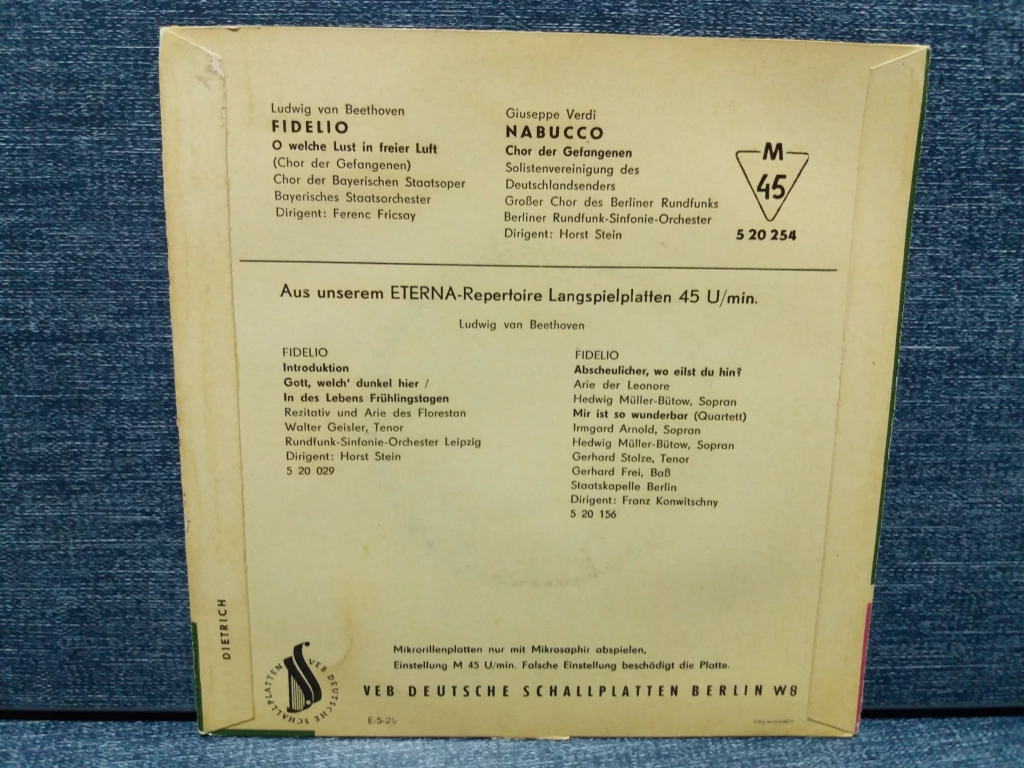 Ludwig van Beethoven
FIDELIO
O welche Lust in freier Luft
(Chor der Gefangenen)
Chor der Bayerischen Staatsoper
Bayerisches Staatsorchester
Dirigent: Ferenc Fricsay
Giuseppe Verdi
NABUCCO
Chor der Gefangenen
Solistenvereinigung des
Deutschlandsenders
Großer Chor des Berliner Rundfunks
Berliner Rundfunk-Sinfonie-Orchester
Dirigent: Horst Stein
M
45
5 20 254
Aus unserem ETERNA-Repertoire Langspielplatten 45 U/min.
Ludwig van Beethoven
FIDELIO
Introduktion
Gott, welch' dunkel hier /
In des Lebens Frühlingstagen
Rezitativ und Arie des Florestan
Walter Geisler, Tenor
Rundfunk-Sinfonie-Orchester Leipzig
Dirigent: Horst Stein
5 20 029
FIDELIO
Abscheulicher, wo eilst du hin?
Arie der Leonore
Hedwig Müller-Bütow, Sopran
Mir ist so wunderbar (Quartett)
Irmgard Arnold, Sopran
Hedwig Müller-Bütow, Sopran
Gerhard Stolze, Tenor
Gerhard Frei, Baß
Staatskapelle Berlin
Dirigent: Franz Konwitschny
5 20 156
DIETRICH
VEB DEUTSCHE SCHALLPLATTEN
Mikrorillenplatten nur mit Mikrosaphir abspielen,
Einstellung M 45 U/min. Falsche Einstellung beschädigt die Platte.
VEB DEUTSCHE SCHALLPLATTEN BERLIN W8